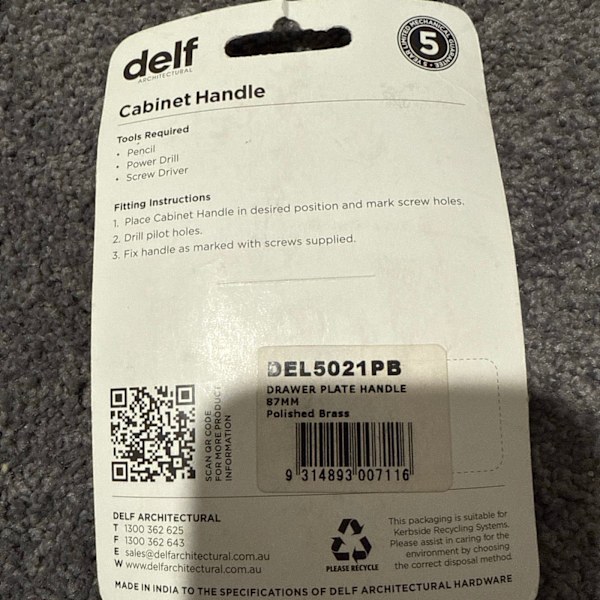 delf
ARCHITECTURAL
5 YEAR LIMITED MECHANICAL GUARANTEE
5
Cabinet Handle
Tools Required
• Pencil
• Power Drill
• Screw Driver
Fitting Instructions
1. Place Cabinet Handle in desired position and mark screw holes.
2. Drill pilot holes.
3. Fix handle as marked with screws supplied.
DEL5021PB
DRAWER PLATE HANDLE
87MM
Polished Brass
9 314893 007116
SCAN QR CODE
FOR MORE PRODUCT
INFORMATION
DELF ARCHITECTURAL
T 1300 362 625
F 1300 362 643
E sales@delfarchitectural.com.au
W www.delfarchitectural.com.au
PLEASE RECYCLE
This packaging is suitable for
Kerbside Recycling Systems.
Please assist in caring for the
environment by choosing
the correct disposal method.
MADE IN INDIA TO THE SPECIFICATIONS OF DELF ARCHITECTURAL HARDWARE